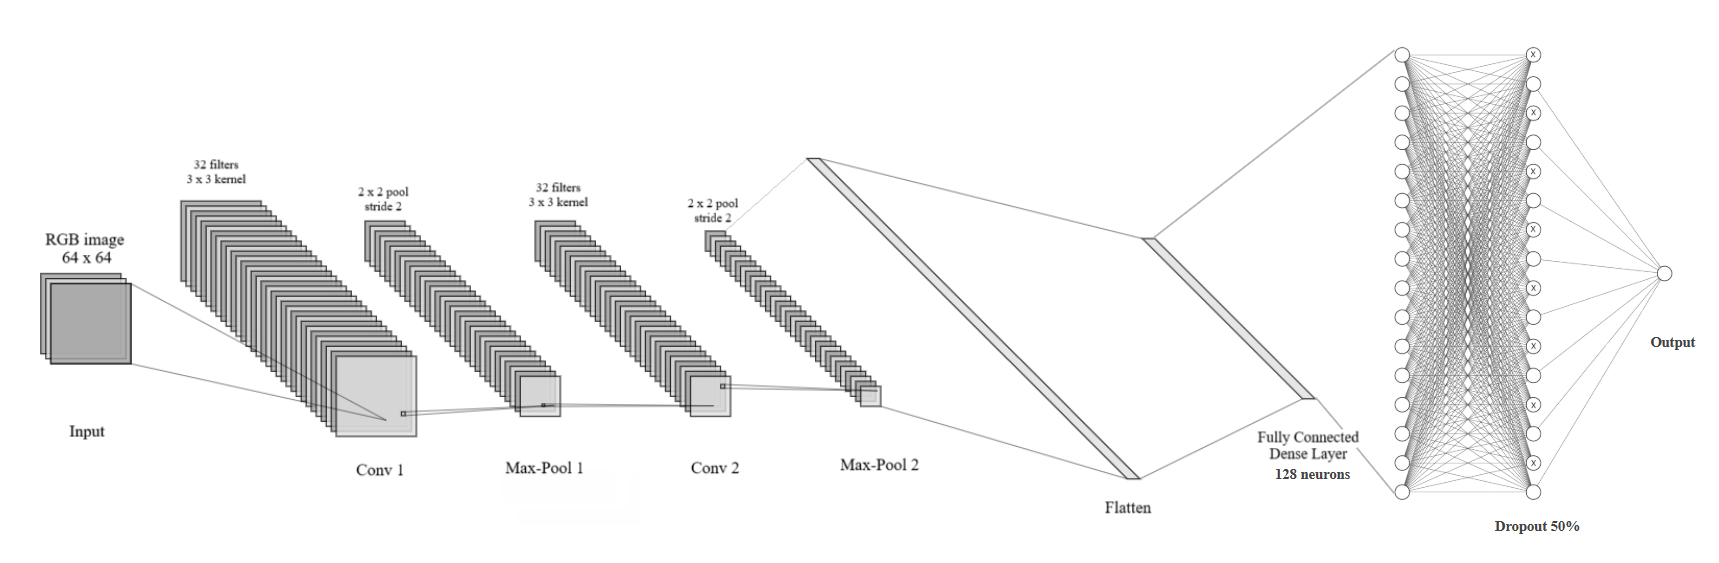 RGB image
64 x 64
Input
32 filters
3 x 3 kernel
Conv 1
2 x 2 pool
stride 2
Max-Pool 1
32 filters
3 x 3 kernel
Conv 2
2 x 2 pool
stride 2
Max-Pool 2
Flatten
Fully Connected
Dense Layer
128 neurons
x
x
x
x
x
x
x
Dropout 50%
Output